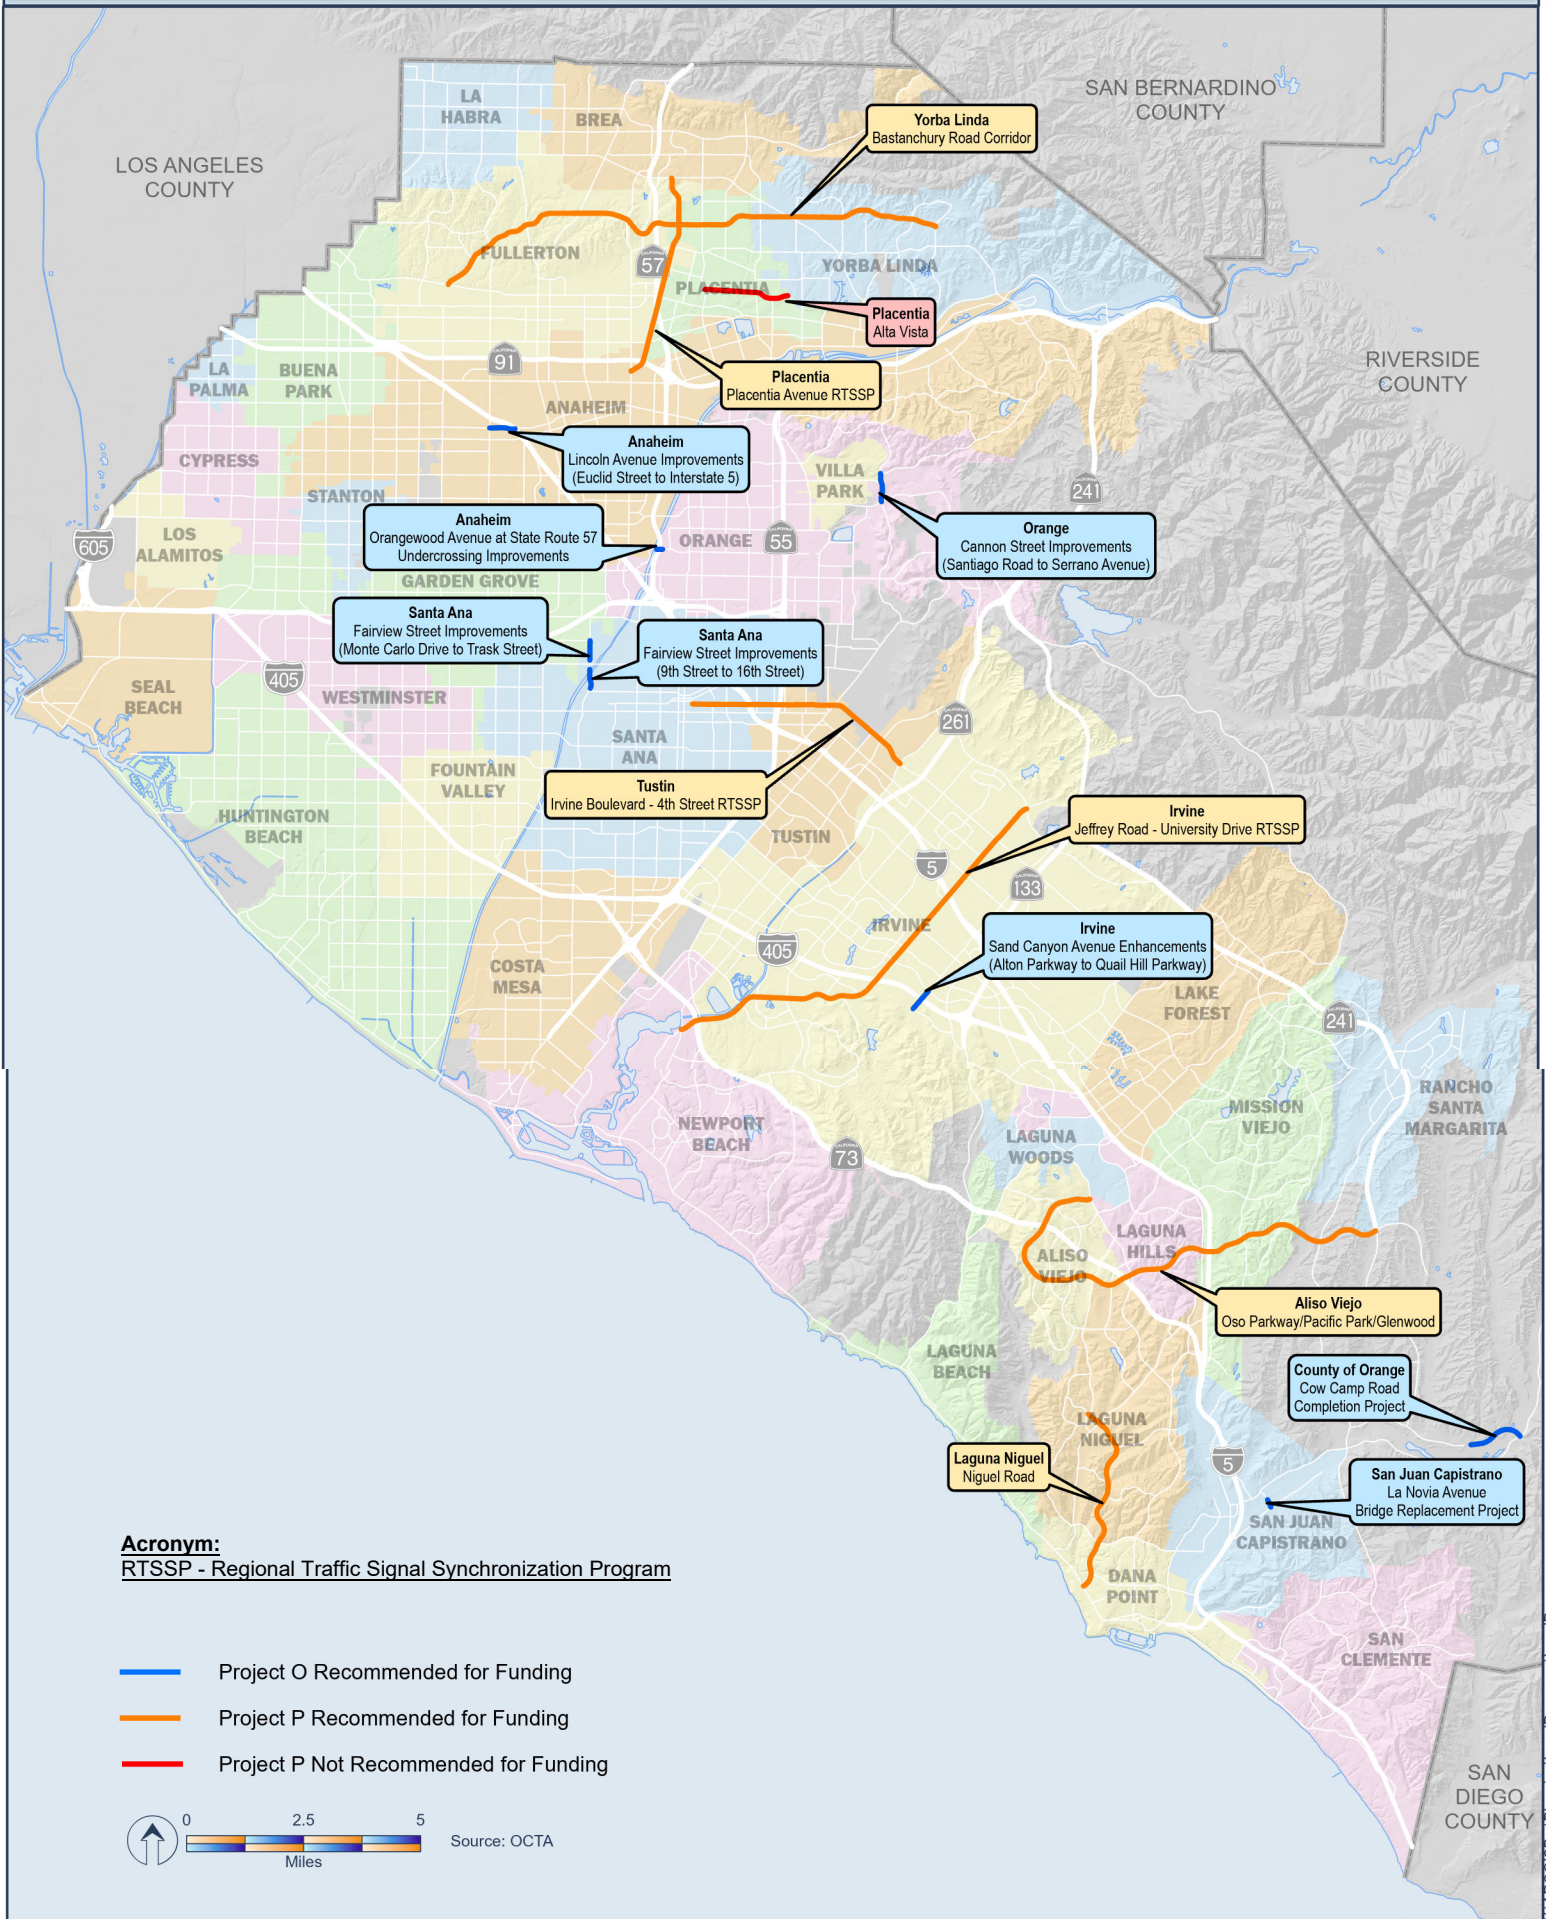 SAN BERNARDINO
COUNTY
LA
HABRA
BREA
Yorba Linda
Bastanchury Road Corridor
LOS ANGELES
COUNTY
FULLERTON
CALIFORNIA
57
YORBA LINDA
PLACENTIA
Placentia
Alta Vista
CALIFORNIA
91
LA
PALMA
BUENA
PARK
Placentia
Placentia Avenue RTSSP
RIVERSIDE
COUNTY
ANAHEIM
Anaheim
Lincoln Avenue Improvements
(Euclid Street to Interstate 5)
CYPRESS
STANTON
VILLA
PARK
CALIFORNIA
241
Anaheim
Orangewood Avenue at State Route 57
Undercrossing Improvements
Orange
Cannon Street Improvements
(Santiago Road to Serrano Avenue)
605
LOS
ALAMITOS
ORANGE
CALIFORNIA
55
GARDEN GROVE
Santa Ana
Fairview Street Improvements
(Monte Carlo Drive to Trask Street)
Santa Ana
Fairview Street Improvements
(9th Street to 16th Street)
405
SEAL
BEACH
WESTMINSTER
CALIFORNIA
261
SANTA
ANA
FOUNTAIN
VALLEY
Tustin
Irvine Boulevard - 4th Street RTSSP
HUNTINGTON
BEACH
TUSTIN
Irvine
Jeffrey Road - University Drive RTSSP
5
CALIFORNIA
133
IRVINE
Irvine
Sand Canyon Avenue Enhancements
(Alton Parkway to Quail Hill Parkway)
405
COSTA
MESA
LAKE
FOREST
CALIFORNIA
241
RANCHO
SANTA
MARGARITA
MISSION
VIEJO
NEWPORT
BEACH
LAGUNA
WOODS
CALIFORNIA
73
LAGUNA
HILLS
ALISO
VIEJO
Aliso Viejo
Oso Parkway/Pacific Park/Glenwood
LAGUNA
BEACH
County of Orange
Cow Camp Road
Completion Project
LAGUNA
NIGUEL
Laguna Niguel
Niguel Road
5
San Juan Capistrano
La Novia Avenue
Bridge Replacement Project
SAN JUAN
CAPISTRANO
DANA
POINT
SAN
CLEMENTE
SAN
DIEGO
COUNTY
Acronym:
RTSSP - Regional Traffic Signal Synchronization Program
Project O Recommended for Funding
Project P Recommended for Funding
Project P Not Recommended for Funding
0 2.5 5
Miles
Source: OCTA